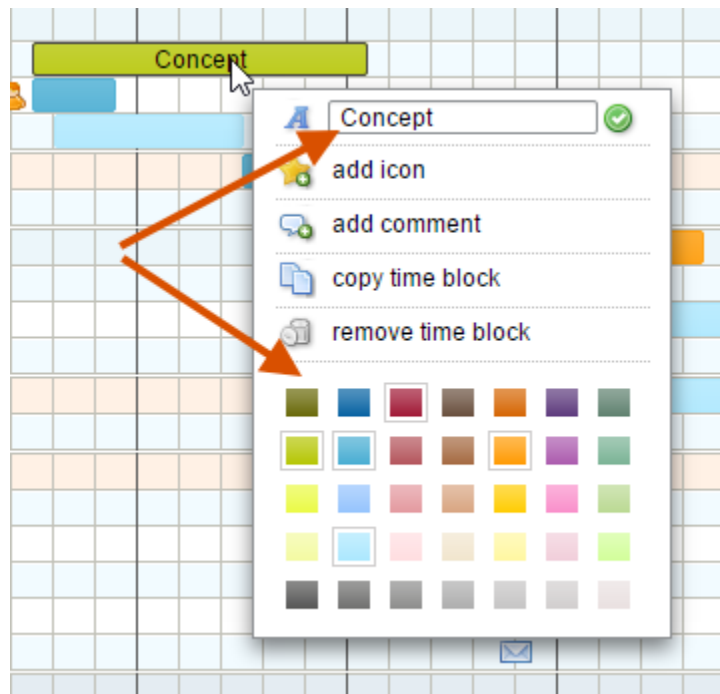 Concept
Concept
add icon
add comment
copy time block
remove time block